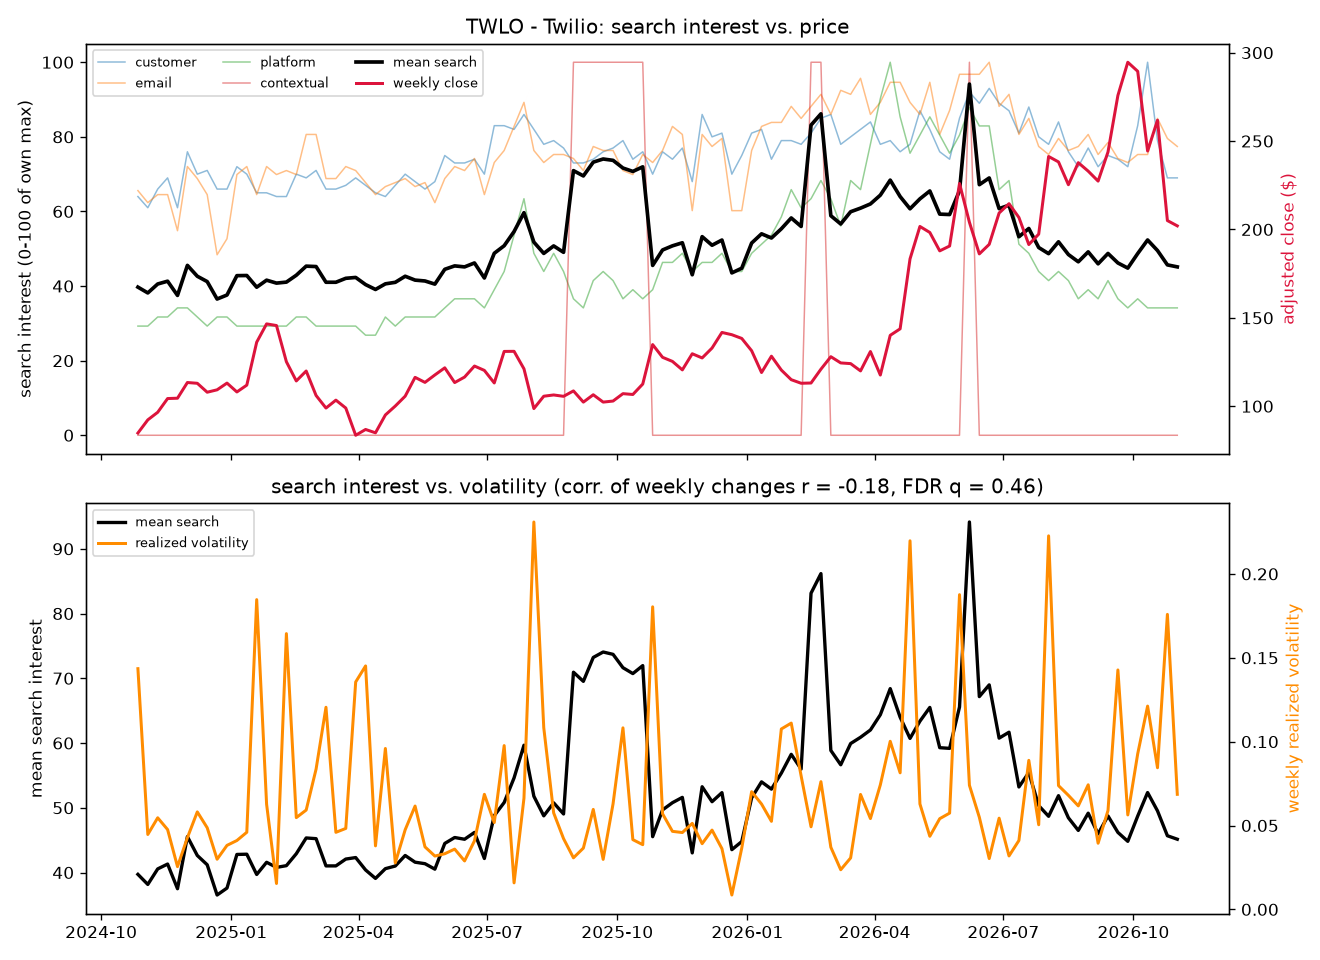 TWLO - Twilio: search interest vs. price
customer
email
platform
contextual
mean search
weekly close
search interest (0-100 of own max)
100
80
60
40
20
0
adjusted close ($)
300
250
200
150
100
search interest vs. volatility (corr. of weekly changes r = -0.18, FDR q = 0.46)
mean search
realized volatility
mean search interest
90
80
70
60
50
40
weekly realized volatility
0.20
0.15
0.10
0.05
0.00
2024-10
2025-01
2025-04
2025-07
2025-10
2026-01
2026-04
2026-07
2026-10